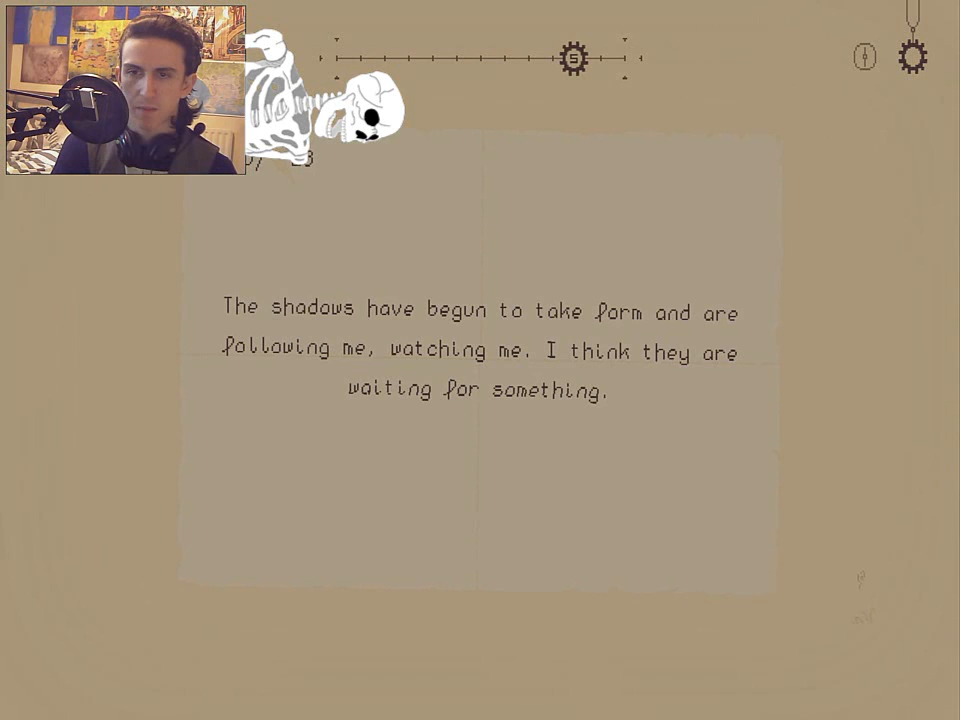 S
The shadows have begun to take form and are
following me, watching me. I think they are
waiting for something.